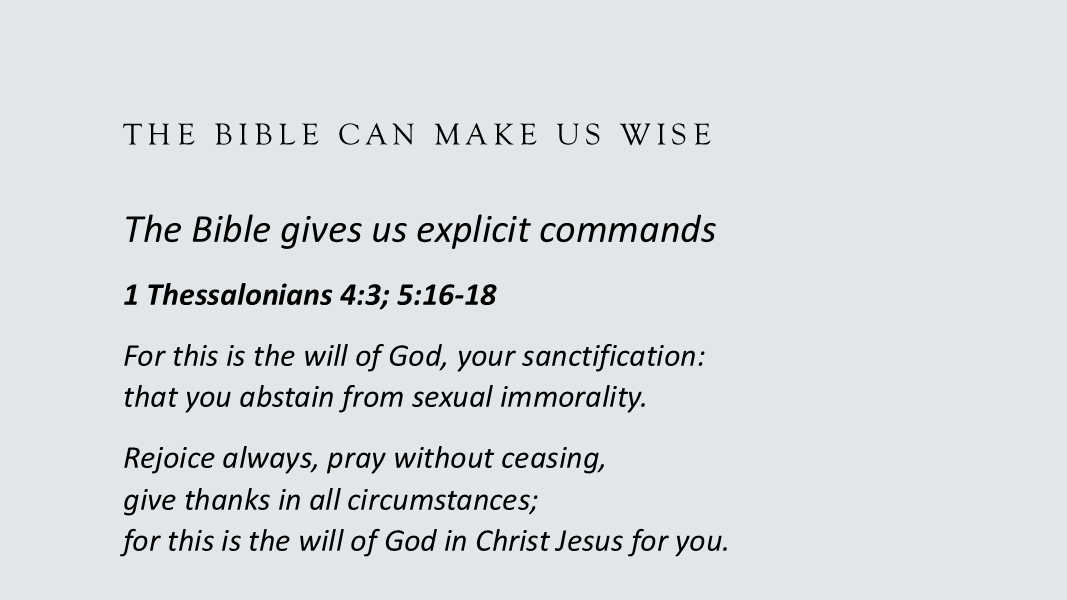 THE BIBLE CAN MAKE US WISE
The Bible gives us explicit commands
1 Thessalonians 4:3; 5:16-18
For this is the will of God, your sanctification:
that you abstain from sexual immorality.
Rejoice always, pray without ceasing,
give thanks in all circumstances;
for this is the will of God in Christ Jesus for you.